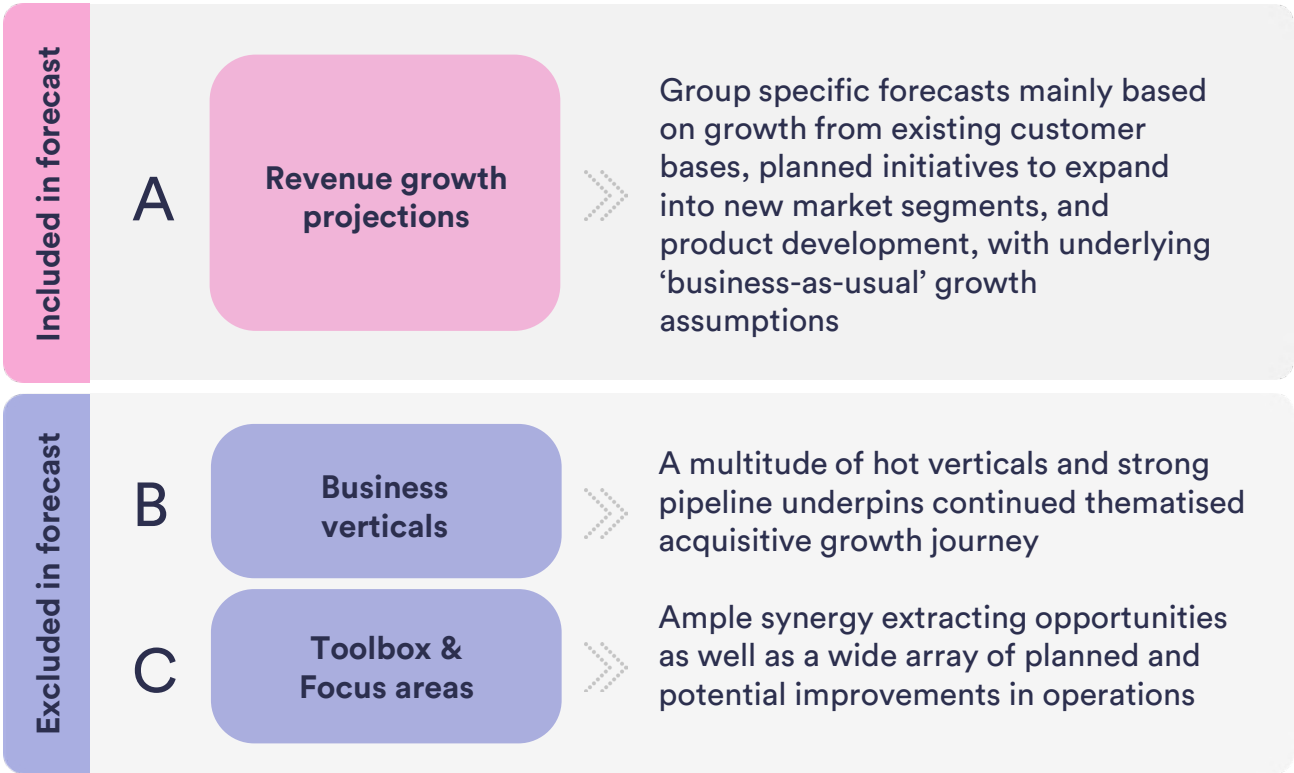 Included in forecast
A
Revenue growth
projections
Group specific forecasts mainly based
on growth from existing customer
bases, planned initiatives to expand
into new market segments, and
product development, with underlying
‘business-as-usual’ growth
assumptions
Excluded in forecast
B
Business
verticals
A multitude of hot verticals and strong
pipeline underpins continued thematised
acquisitive growth journey
C
Toolbox &
Focus areas
Ample synergy extracting opportunities
as well as a wide array of planned and
potential improvements in operations